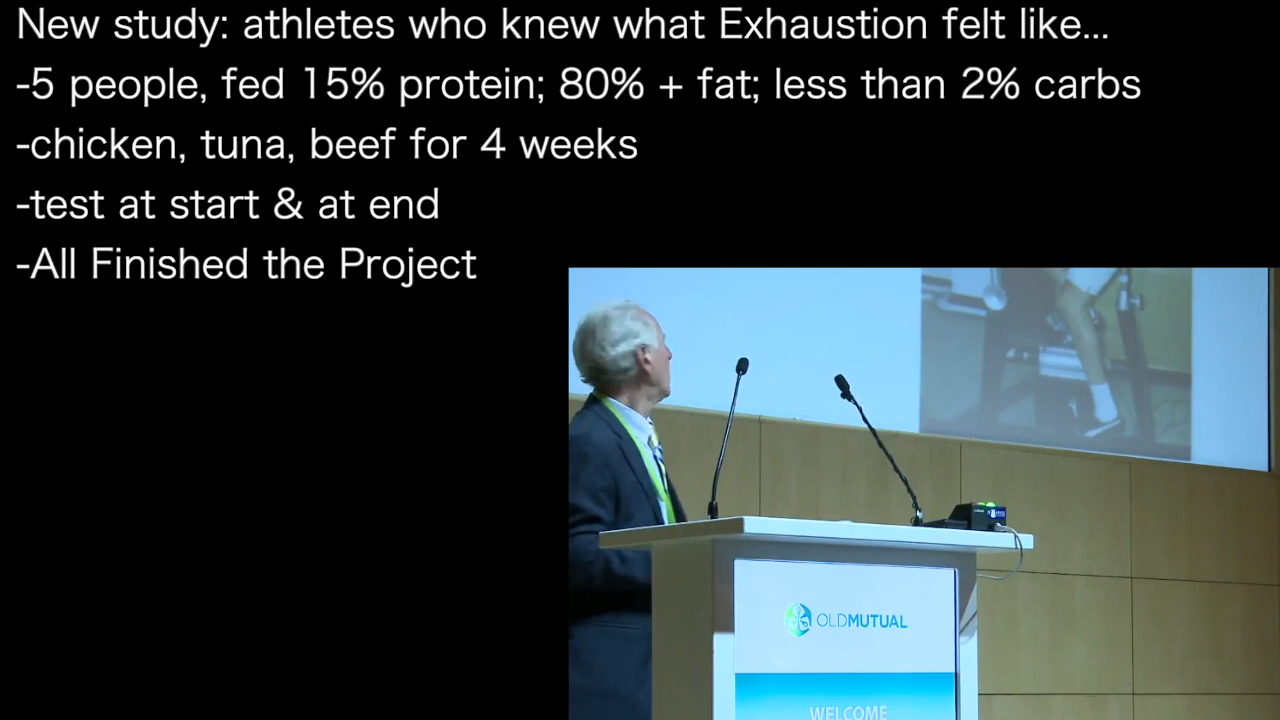 New study: athletes who knew what Exhaustion felt like...
-5 people, fed 15% protein; 80% + fat; less than 2% carbs
-chicken, tuna, beef for 4 weeks
-test at start & at end
-All Finished the Project
OLDMUTUAL
WELCOME